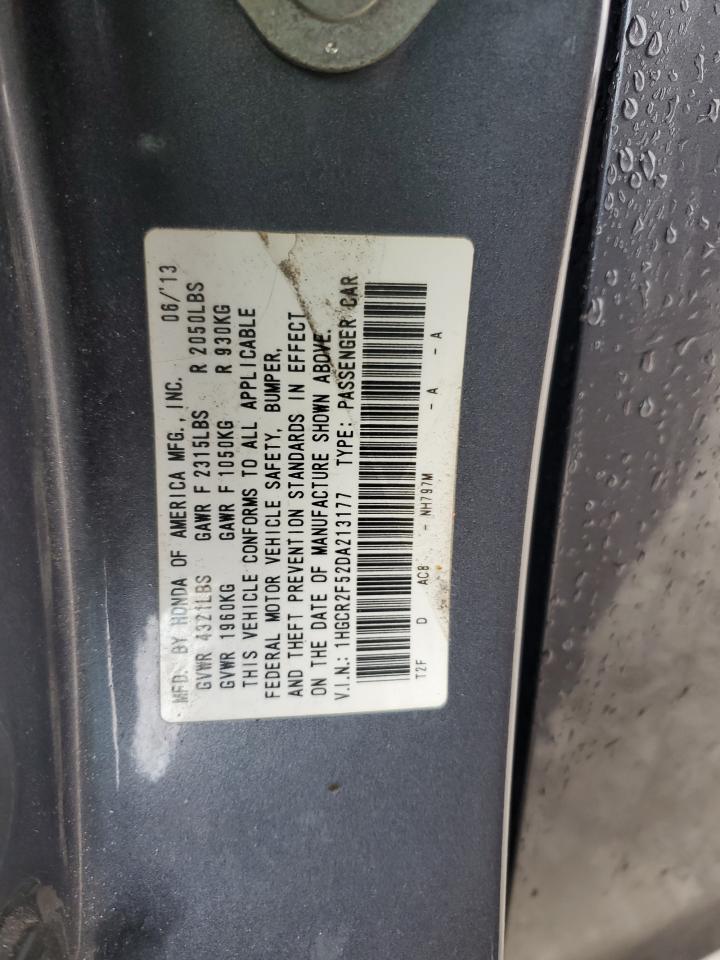 MFD. BY HONDA OF AMERICA MFG., INC. 06/'13
GVWR 4321LBS GAWR F 2315LBS R 2050LBS
GVWR 1960KG GAWR F 1050KG R 930KG
THIS VEHICLE CONFORMS TO ALL APPLICABLE
FEDERAL MOTOR VEHICLE SAFETY, BUMPER,
AND THEFT PREVENTION STANDARDS IN EFFECT
ON THE DATE OF MANUFACTURE SHOWN ABOVE.
V.I.N.: 1HGCR2F52DA213177 TYPE: PASSENGER CAR
T2F D AC8 - NH797M - A - A